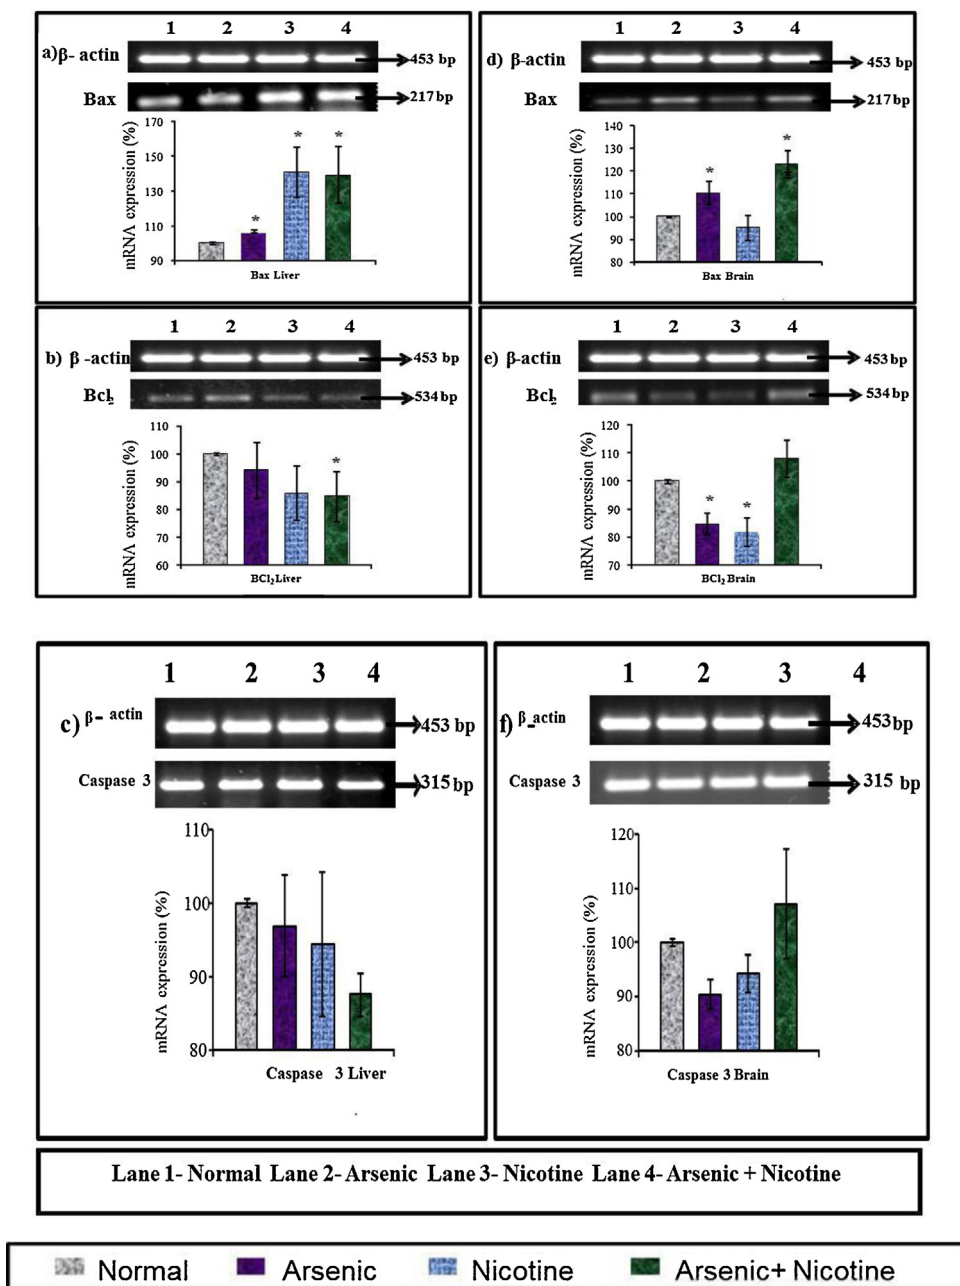 1 2 3 4
a) β- actin
453 bp
Bax
217 bp
170
150
130
110
90
mRNA expression (%)
*
*
*
Bax Liver
1 2 3 4
d) β-actin
453 bp
Bax
217 bp
140
130
120
110
100
90
80
mRNA expression (%)
*
*
Bax Brain
1 2 3 4
b) β -actin
453 bp
Bcl2
534 bp
110
100
90
80
70
60
mRNA expression (%)
*
BCl2 Liver
1 2 3 4
e) β-actin
453 bp
Bcl2
534 bp
120
110
100
90
80
70
mRNA expression (%)
*
*
BCl2 Brain
1 2 3 4
c) β- actin
453 bp
Caspase 3
315 bp
110
100
90
80
mRNA expression (%)
Caspase 3 Liver
1 2 3 4
f) β- actin
453 bp
Caspase 3
315 bp
120
110
100
90
80
mRNA expression (%)
Caspase 3 Brain
Lane 1- Normal Lane 2- Arsenic Lane 3- Nicotine Lane 4- Arsenic + Nicotine
Normal Arsenic Nicotine Arsenic+ Nicotine